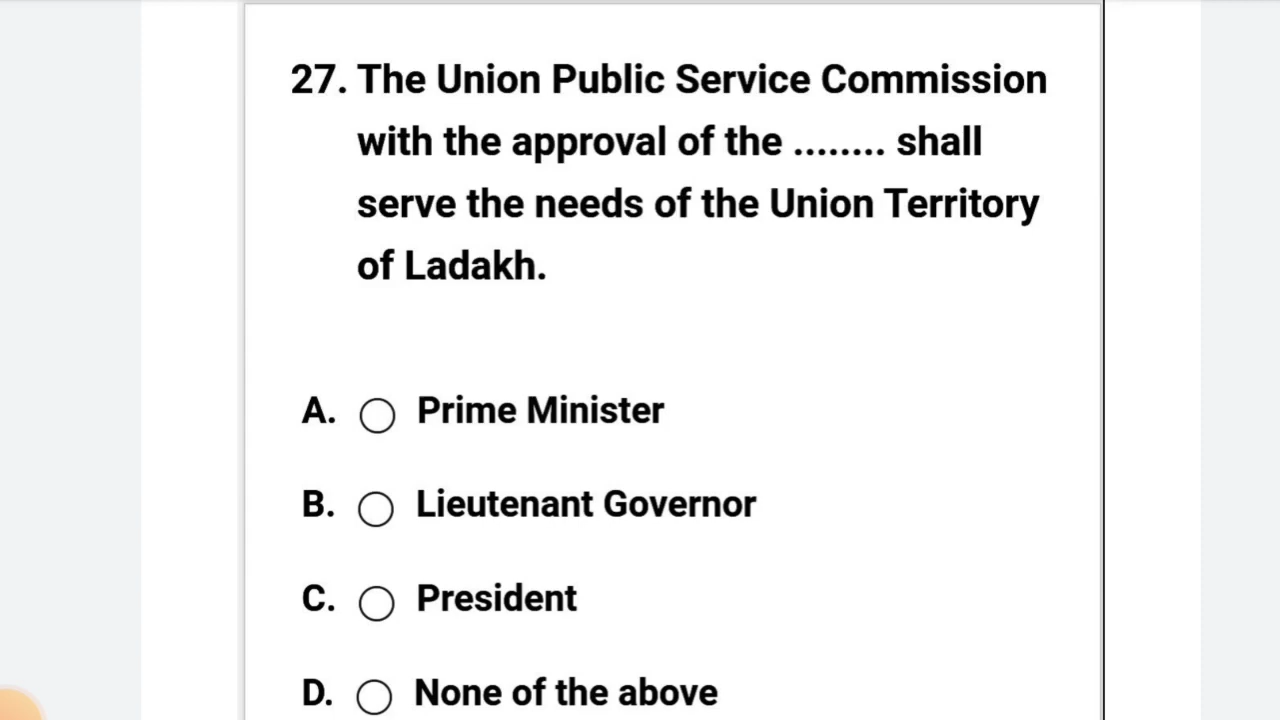 27. The Union Public Service Commission
with the approval of the ........ shall
serve the needs of the Union Territory
of Ladakh.
A. Prime Minister
B. Lieutenant Governor
C. President
D. None of the above